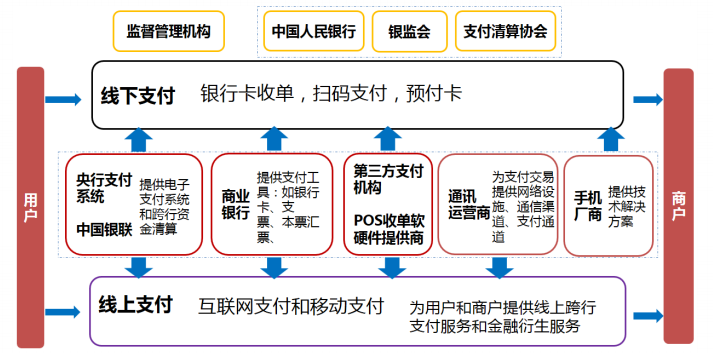 监督管理机构
中国人民银行
银监会
支付清算协会
线下支付
银行卡收单，扫码支付，预付卡
用户
商户
央行支付
系统
中国银联
提供电子
支付系统
和跨行资
金清算
商业
银行
提供支付工
具：如银行
卡、支
票、本票汇
票、
第三方支付
机构
POS收单软
硬件提供商
通讯
运营商
为支付交易
提供网络设
施、通信渠
道、支付通
道
手机
厂商
提供技
术解决
方案
线上支付
互联网支付和移动支付
为用户和商户提供线上跨行
支付服务和金融衍生服务